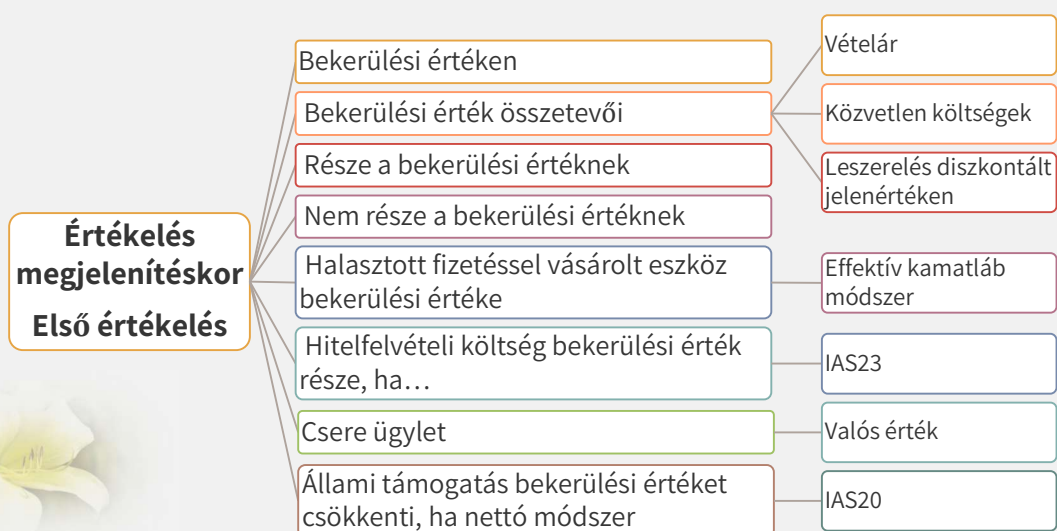 Értékelés
megjelenítéskor
Első értékelés
Bekerülési értéken
Bekerülési érték összetevői
Vételár
Közvetlen költségek
Leszerelés diszkontált
jelenértéken
Része a bekerülési értéknek
Nem része a bekerülési értéknek
Halasztott fizetéssel vásárolt eszköz
bekerülési értéke
Effektív kamatláb
módszer
Hitelfelvételi költség bekerülési érték
része, ha…
IAS23
Csere ügylet
Valós érték
Állami támogatás bekerülési értéket
csökkenti, ha nettó módszer
IAS20